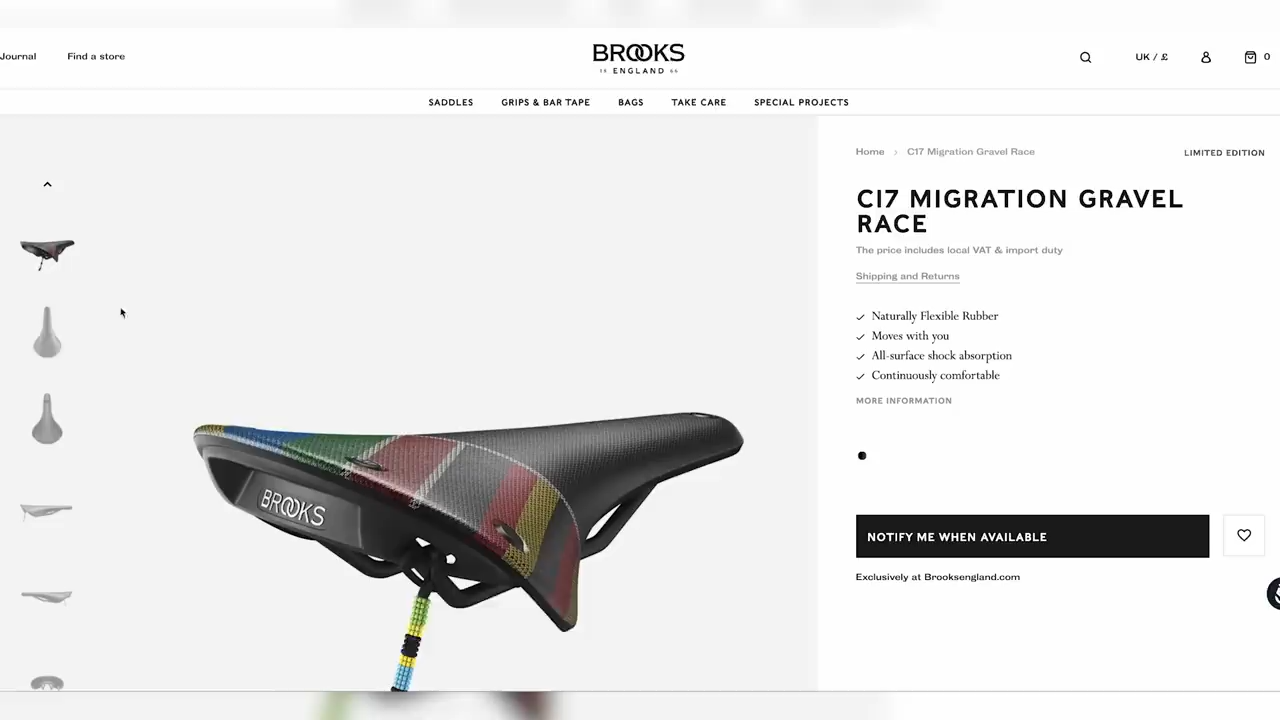 Journal
Find a store
BROOKS
18 ENGLAND 66
UK / £
0
SADDLES
GRIPS & BAR TAPE
BAGS
TAKE CARE
SPECIAL PROJECTS
Home › C17 Migration Gravel Race
LIMITED EDITION
C17 MIGRATION GRAVEL
RACE
The price includes local VAT & import duty
Shipping and Returns
Naturally Flexible Rubber
Moves with you
All-surface shock absorption
Continuously comfortable
MORE INFORMATION
BROOKS
NOTIFY ME WHEN AVAILABLE
Exclusively at Brooksengland.com